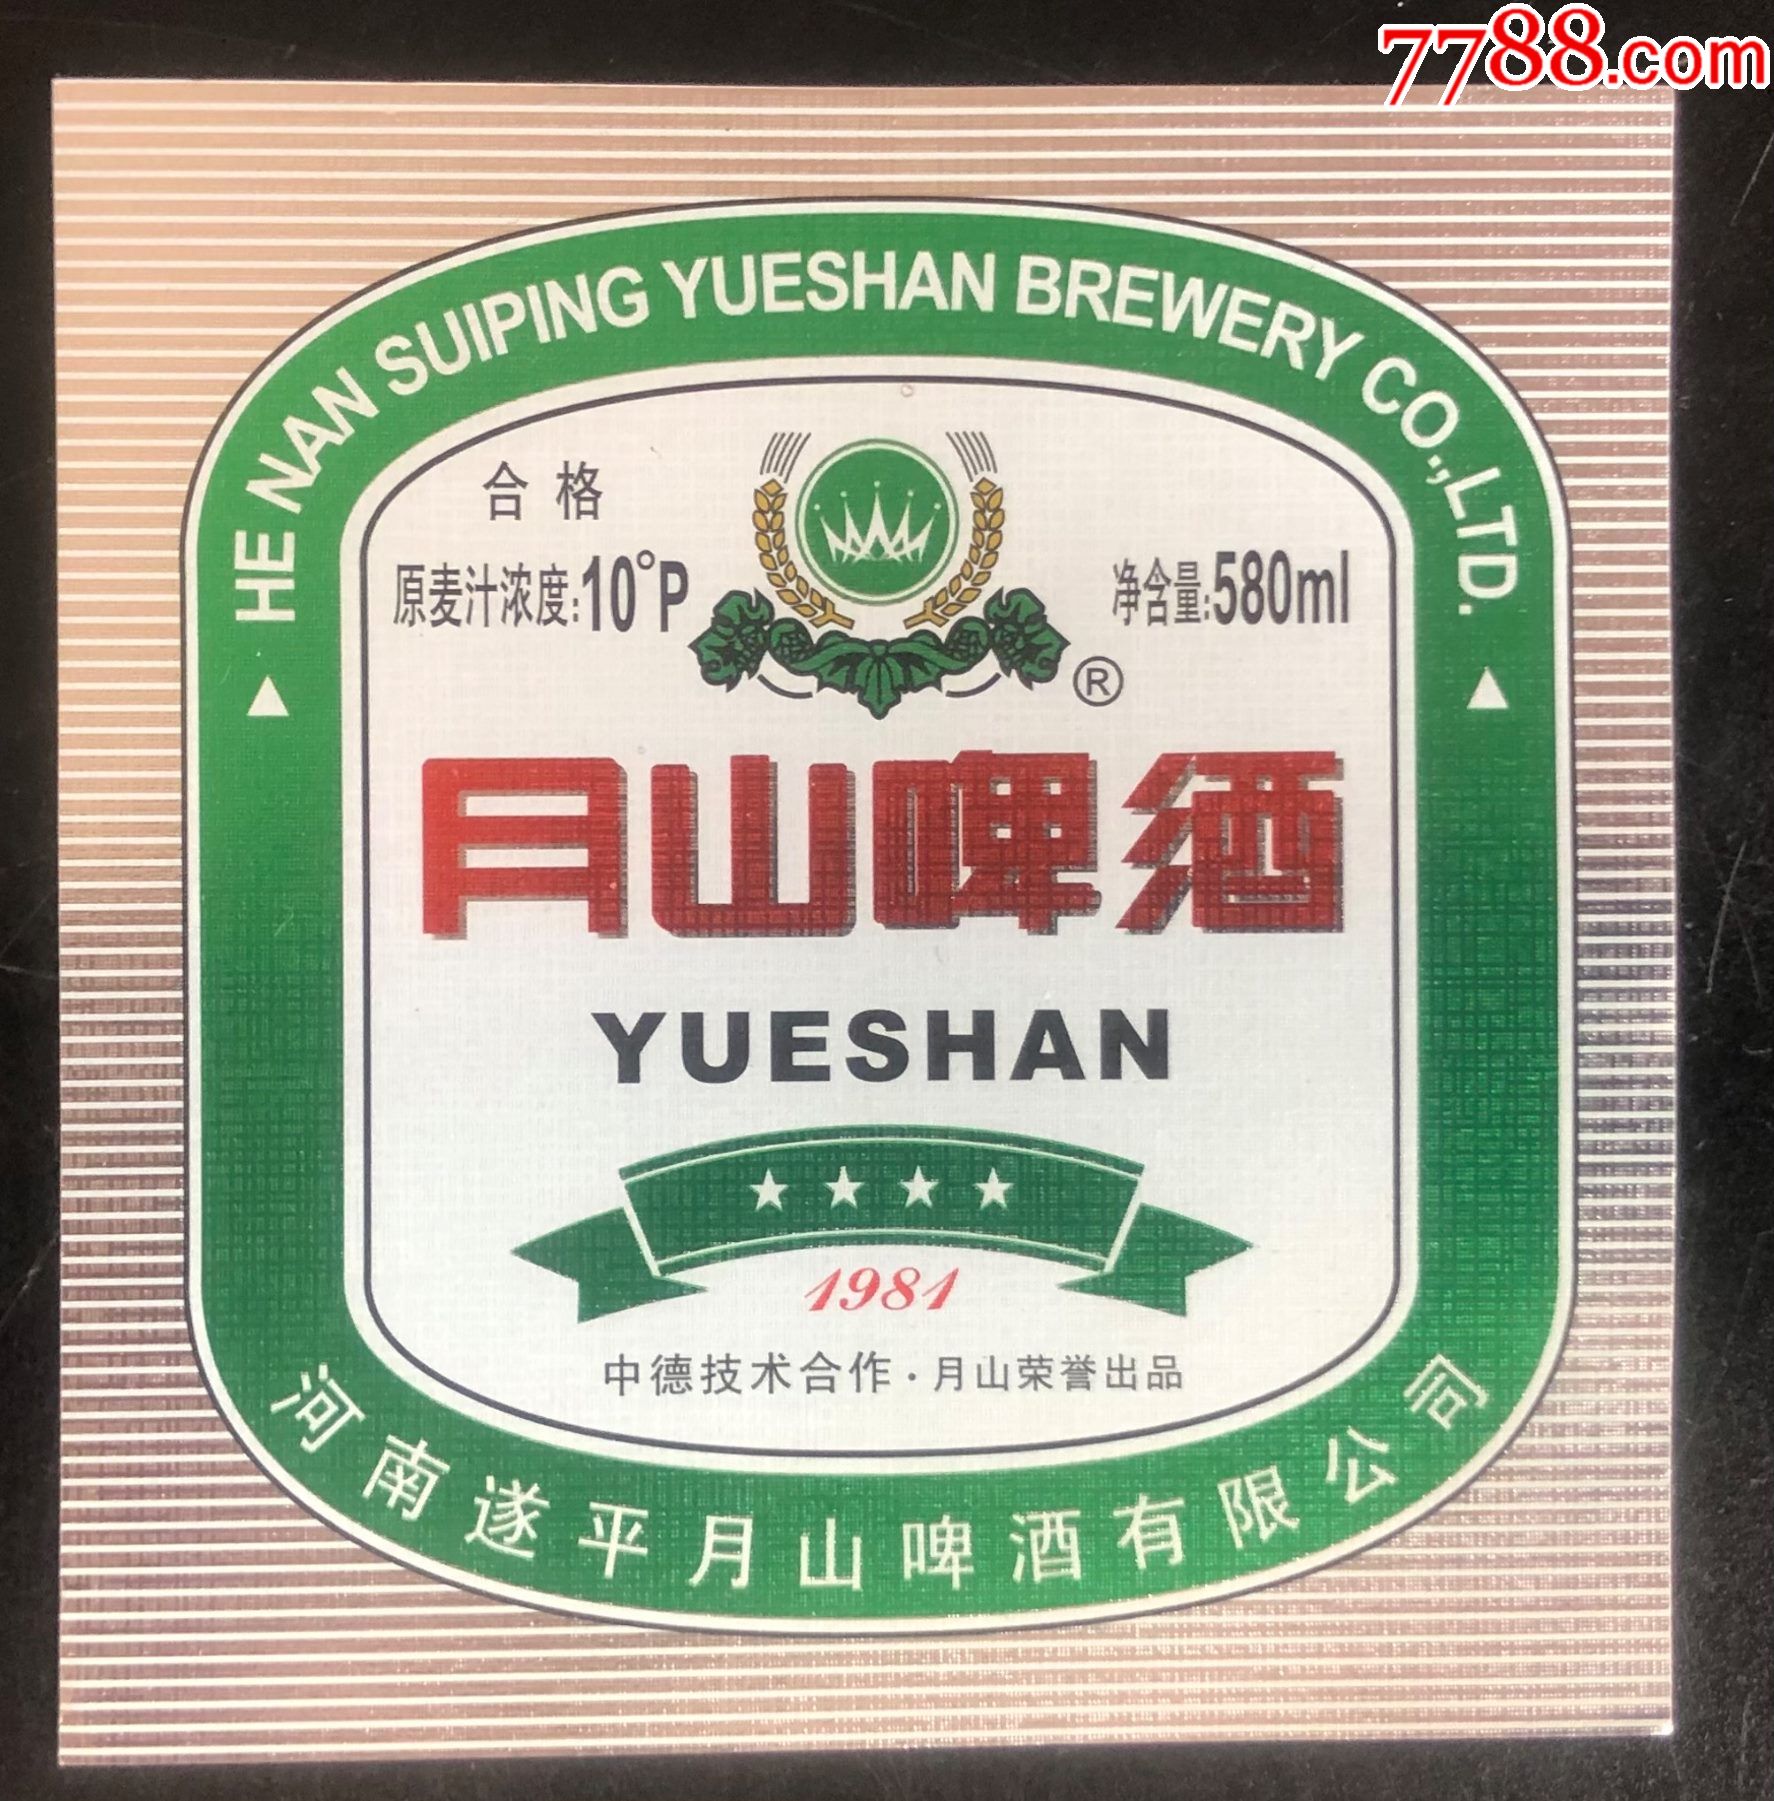 7788.com
HE NAN SUIPING YUESHAN BREWERY CO.,LTD.
合格
原麦汁浓度:10°P
净含量:580ml
®
月山啤酒
YUESHAN
1981
中德技术合作·月山荣誉出品
河南遂平月山啤酒有限公司